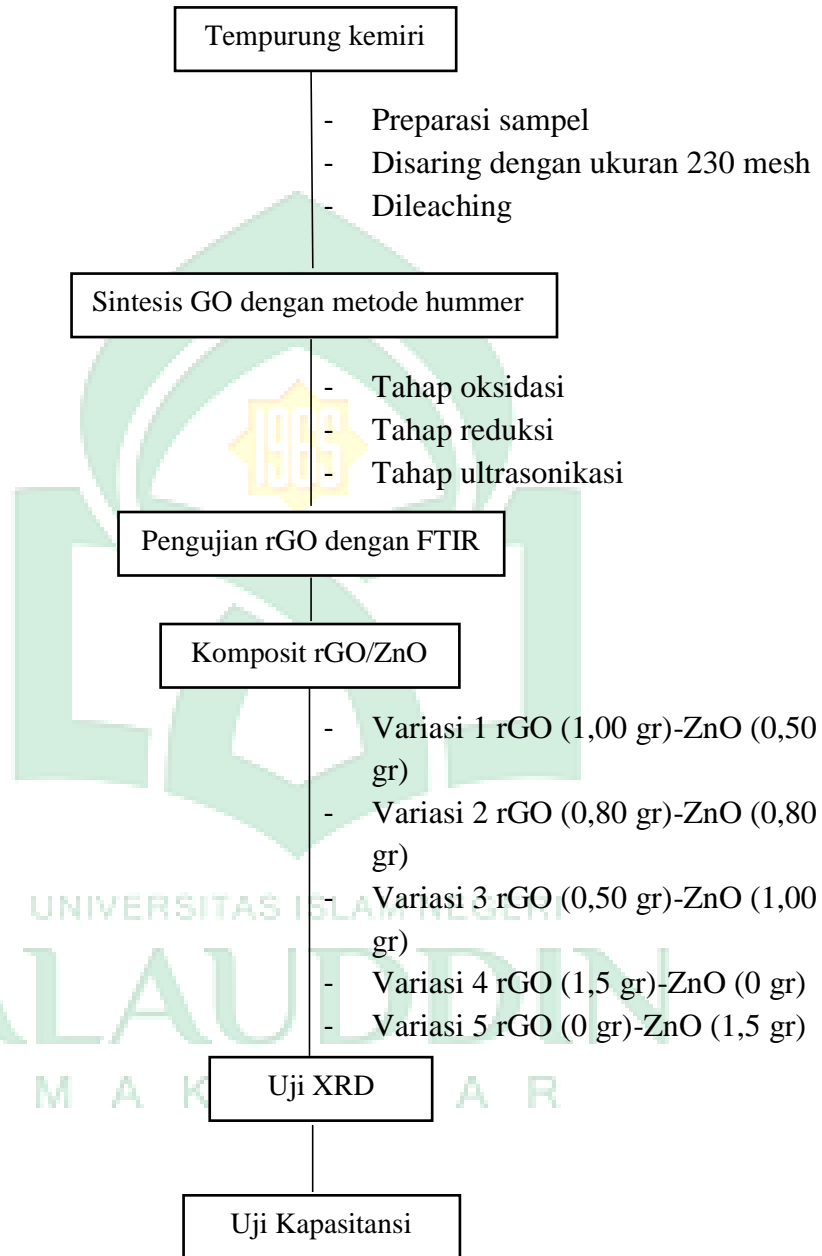 Tempurung kemiri
- Preparasi sampel
- Disaring dengan ukuran 230 mesh
- Dileaching
Sintesis GO dengan metode hummer
- Tahap oksidasi
- Tahap reduksi
- Tahap ultrasonikasi
1965
Pengujian rGO dengan FTIR
Komposit rGO/ZnO
- Variasi 1 rGO (1,00 gr)-ZnO (0,50
gr)
- Variasi 2 rGO (0,80 gr)-ZnO (0,80
gr)
- Variasi 3 rGO (0,50 gr)-ZnO (1,00
gr)
- Variasi 4 rGO (1,5 gr)-ZnO (0 gr)
- Variasi 5 rGO (0 gr)-ZnO (1,5 gr)
UNIVERSITAS ISLAM NEGERI
ALAUDDIN
Uji XRD
Uji Kapasitansi